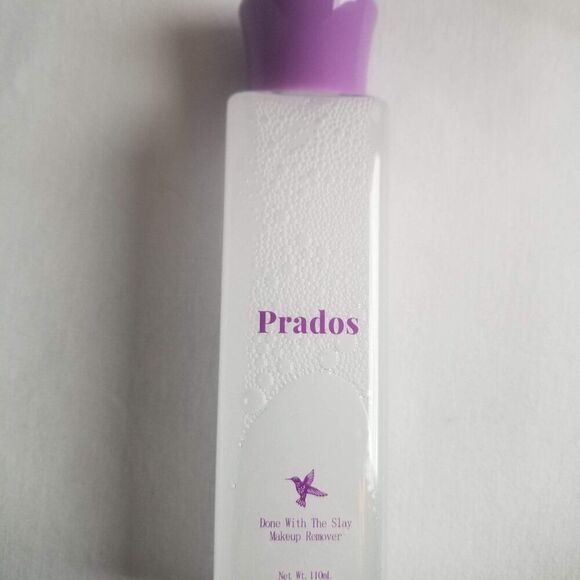 Prados
Done With The Slay
Makeup Remover
Net Wt. 110mL